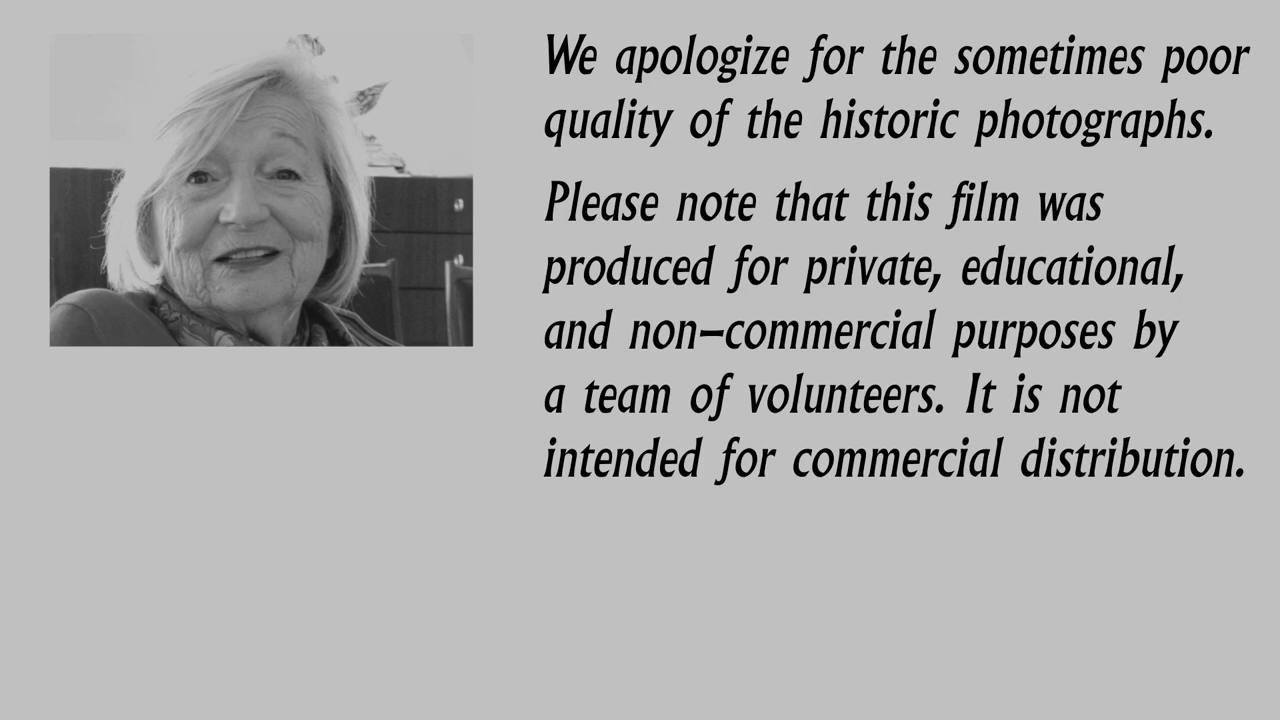 We apologize for the sometimes poor
quality of the historic photographs.
Please note that this film was
produced for private, educational,
and non–commercial purposes by
a team of volunteers. It is not
intended for commercial distribution.